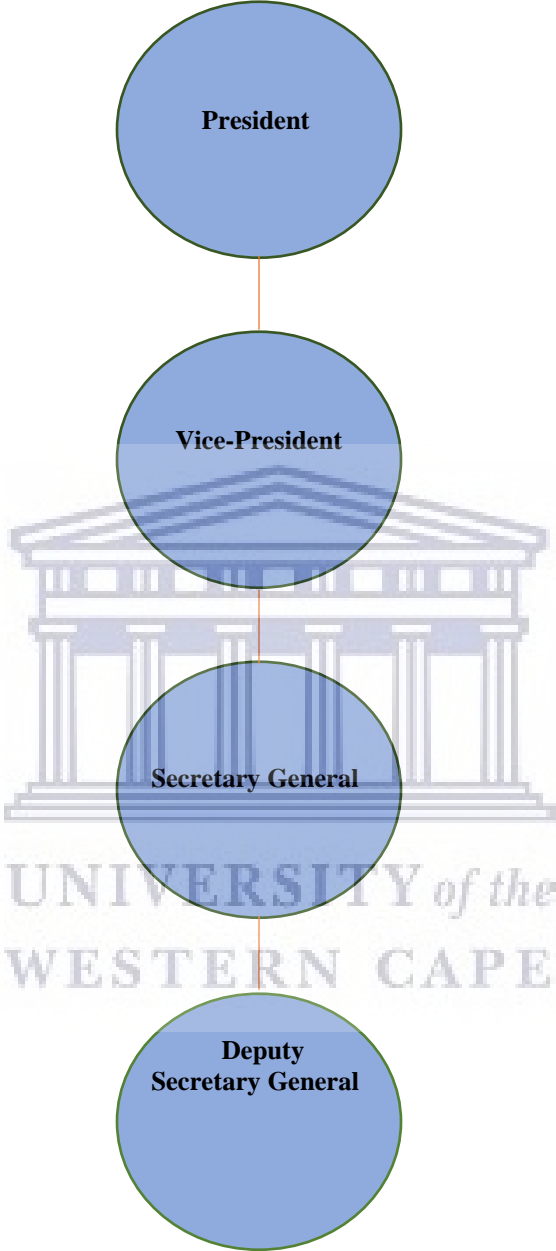 President
Vice-President
Secretary General
UNIVERSITY of the
WESTERN CAPE
Deputy
Secretary General